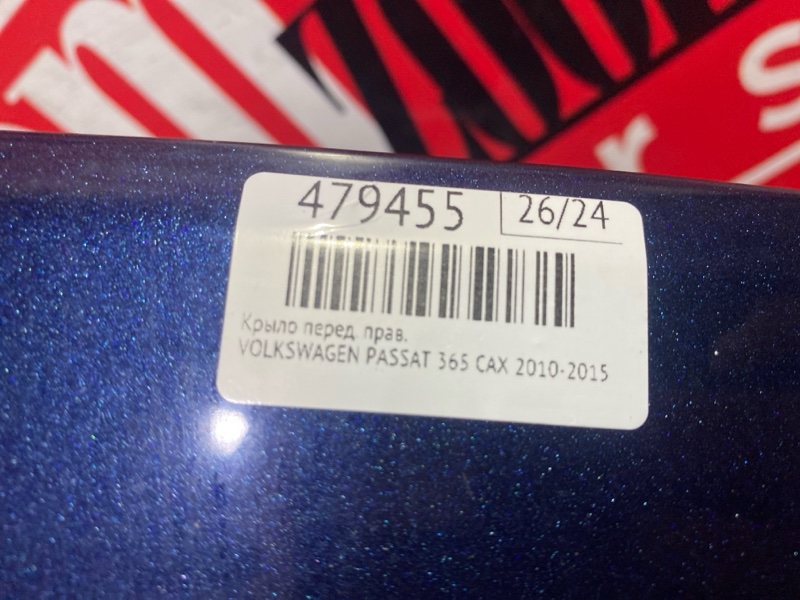 479455 26/24
Крыло перед. прав.
VOLKSWAGEN PASSAT 365 CAX 2010-2015